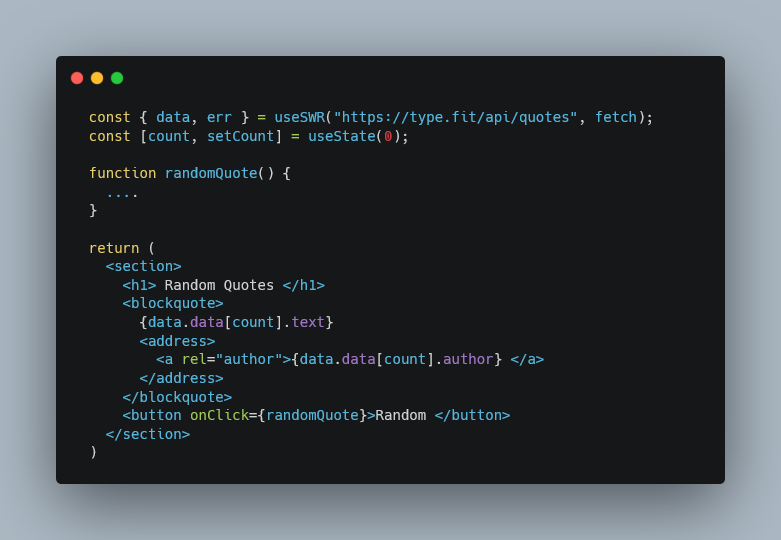 const { data, err } = useSWR("https://type.fit/api/quotes", fetch);
const [count, setCount] = useState(0);
function randomQuote() {
....
}
return (
<section>
<h1> Random Quotes </h1>
<blockquote>
{data.data[count].text}
<address>
<a rel="author">{data.data[count].author} </a>
</address>
</blockquote>
<button onClick={randomQuote}>Random </button>
</section>
)